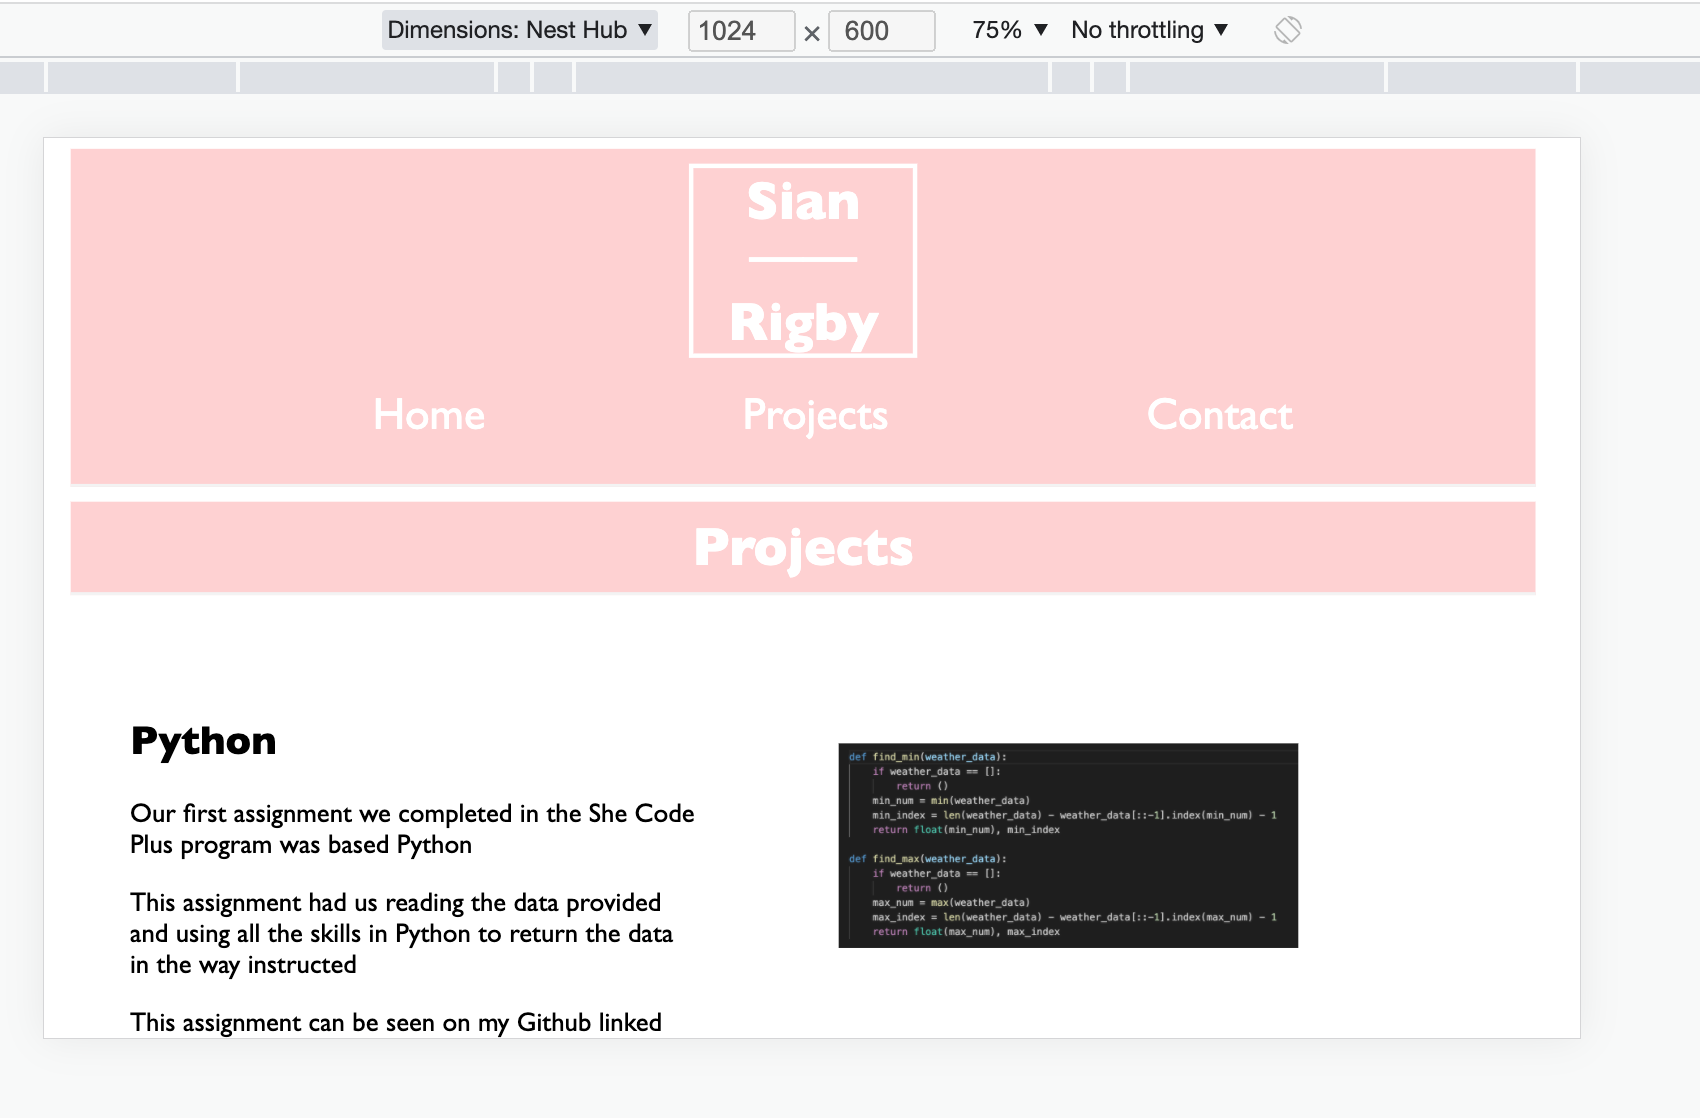 Dimensions: Nest Hub ▼ 1024 × 600 75% ▼ No throttling ▼
Sian
Rigby
Home Projects Contact
Projects
Python
Our first assignment we completed in the She Code
Plus program was based Python
This assignment had us reading the data provided
and using all the skills in Python to return the data
in the way instructed
This assignment can be seen on my Github linked
def find_min(weather_data):
    if weather_data == []:
        return ()
    min_num = min(weather_data)
    min_index = len(weather_data) - weather_data[::-1].index(min_num) - 1
    return float(min_num), min_index
def find_max(weather_data):
    if weather_data == []:
        return ()
    max_num = max(weather_data)
    max_index = len(weather_data) - weather_data[::-1].index(max_num) - 1
    return float(max_num), max_index